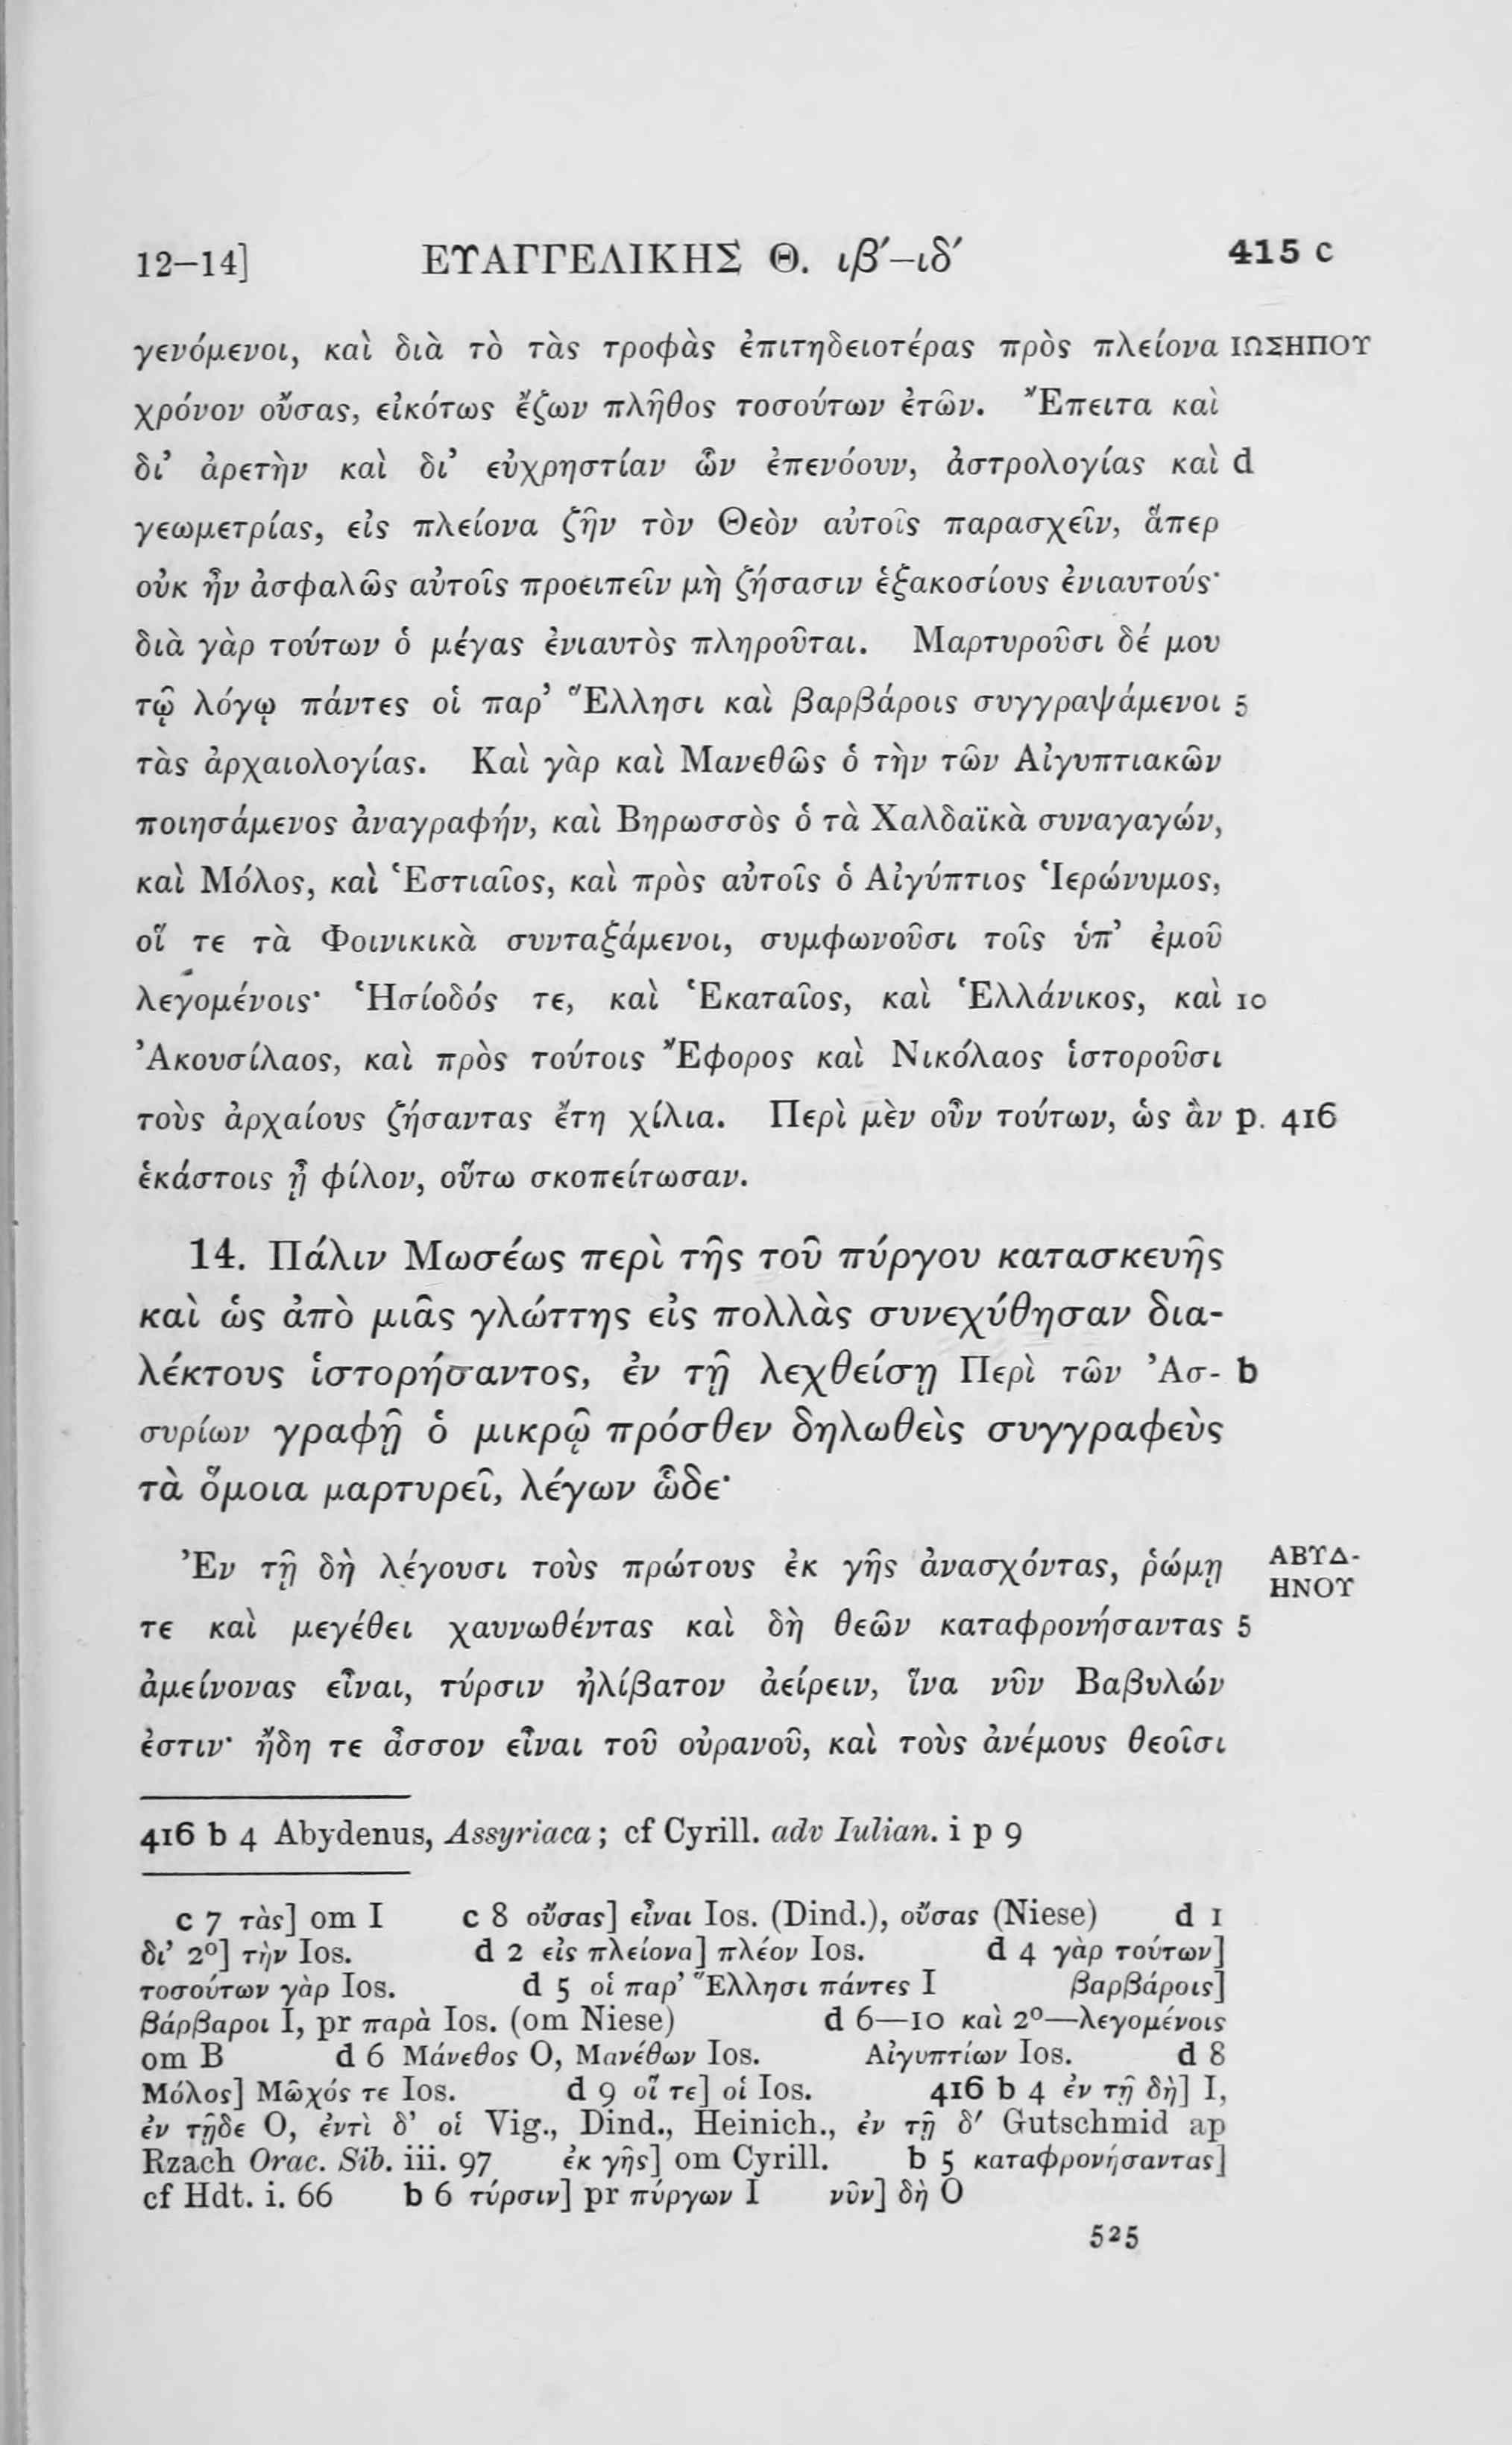 12–14] ΕΥΑΓΓΕΛΙΚΗΣ Θ. ιβ´–ιδ´ 415 c
γενόμενοι, καὶ διὰ τὸ τὰς τροφὰς ἐπιτηδειοτέρας πρὸς πλείονα ΙΩΣΗΠΟΥ
χρόνον οὔσας, εἰκότως ἔζων πλῆθος τοσούτων ἐτῶν. Ἔπειτα καὶ
δι’ ἀρετὴν καὶ δι’ εὐχρηστίαν ὧν ἐπενόουν, ἀστρολογίας καὶ d
γεωμετρίας, εἰς πλείονα ζῆν τὸν Θεὸν αὐτοῖς παρασχεῖν, ἅπερ
οὐκ ἦν ἀσφαλῶς αὐτοῖς προειπεῖν μὴ ζήσασιν ἑξακοσίους ἐνιαυτούς·
διὰ γὰρ τούτων ὁ μέγας ἐνιαυτὸς πληροῦται. Μαρτυροῦσι δέ μου
τῷ λόγῳ πάντες οἱ παρ’ Ἕλλησι καὶ βαρβάροις συγγραψάμενοι 5
τὰς ἀρχαιολογίας. Καὶ γὰρ καὶ Μανεθῶς ὁ τὴν τῶν Αἰγυπτιακῶν
ποιησάμενος ἀναγραφήν, καὶ Βηρωσσὸς ὁ τὰ Χαλδαϊκὰ συναγαγών,
καὶ Μόλος, καὶ Ἑστιαῖος, καὶ πρὸς αὐτοῖς ὁ Αἰγύπτιος Ἱερώνυμος,
οἵ τε τὰ Φοινικικὰ συνταξάμενοι, συμφωνοῦσι τοῖς ὑπ’ ἐμοῦ
λεγομένοις· Ἡσίοδός τε, καὶ Ἑκαταῖος, καὶ Ἑλλάνικος, καὶ 10
Ἀκουσίλαος, καὶ πρὸς τούτοις Ἔφορος καὶ Νικόλαος ἱστοροῦσι
τοὺς ἀρχαίους ζήσαντας ἔτη χίλια. Περὶ μὲν οὖν τούτων, ὡς ἂν p. 416
ἑκάστοις ᾖ φίλον, οὕτω σκοπείτωσαν.
14. Πάλιν Μωσέως περὶ τῆς τοῦ πύργου κατασκευῆς
καὶ ὡς ἀπὸ μιᾶς γλώττης εἰς πολλὰς συνεχύθησαν δια-
λέκτους ἱστορήσαντος, ἐν τῇ λεχθείσῃ Περὶ τῶν Ἀσ- b
συρίων γραφῇ ὁ μικρῷ πρόσθεν δηλωθεὶς συγγραφεὺς
τὰ ὅμοια μαρτυρεῖ, λέγων ὧδε·
Ἐν τῇ δὴ λέγουσι τοὺς πρώτους ἐκ γῆς ἀνασχόντας, ῥώμῃ ΑΒΥΔ-
ΗΝΟΥ
τε καὶ μεγέθει χαυνωθέντας καὶ δὴ θεῶν καταφρονήσαντας 5
ἀμείνονας εἶναι, τύρσιν ἠλίβατον ἀείρειν, ἵνα νῦν Βαβυλών
ἐστιν· ἤδη τε ἆσσον εἶναι τοῦ οὐρανοῦ, καὶ τοὺς ἀνέμους θεοῖσι
416 b 4 Abydenus, Assyriaca; cf Cyrill. adv Iulian. i p 9
c 7 τὰς] om I c 8 οὔσας] εἶναι Ios. (Dind.), οὔσας (Niese) d 1
δι’ 2º] τὴν Ios. d 2 εἰς πλείονα] πλέον Ios. d 4 γὰρ τούτων]
τοσούτων γὰρ Ios. d 5 οἱ παρ’ Ἕλλησι πάντες I βαρβάροις]
βάρβαροι I, pr παρὰ Ios. (om Niese) d 6—10 καὶ 2º—λεγομένοις
om B d 6 Μάνεθος O, Μανέθων Ios. Αἰγυπτίων Ios. d 8
Μόλος] Μῶχός τε Ios. d 9 οἵ τε] οἱ Ios. 416 b 4 ἐν τῇ δὴ] I,
ἐν τῇδε O, ἐντὶ δ’ οἱ Vig., Dind., Heinich., ἐν τῇ δ’ Gutschmid ap
Rzach Orac. Sib. iii. 97 ἐκ γῆς] om Cyrill. b 5 καταφρονήσαντας]
cf Hdt. i. 66 b 6 τύρσιν] pr πύργων I νῦν] δὴ O
525